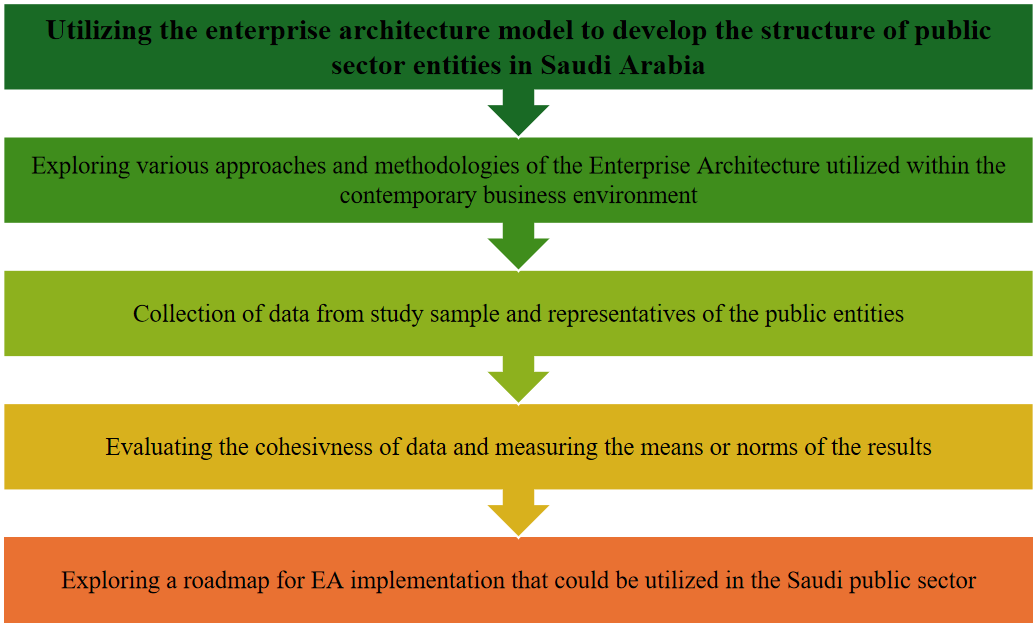 Utilizing the enterprise architecture model to develop the structure of public
sector entities in Saudi Arabia
Exploring various approaches and methodologies of the Enterprise Architecture utilized within the
contemporary business environment
Collection of data from study sample and representatives of the public entities
Evaluating the cohesivness of data and measuring the means or norms of the results
Exploring a roadmap for EA implementation that could be utilized in the Saudi public sector